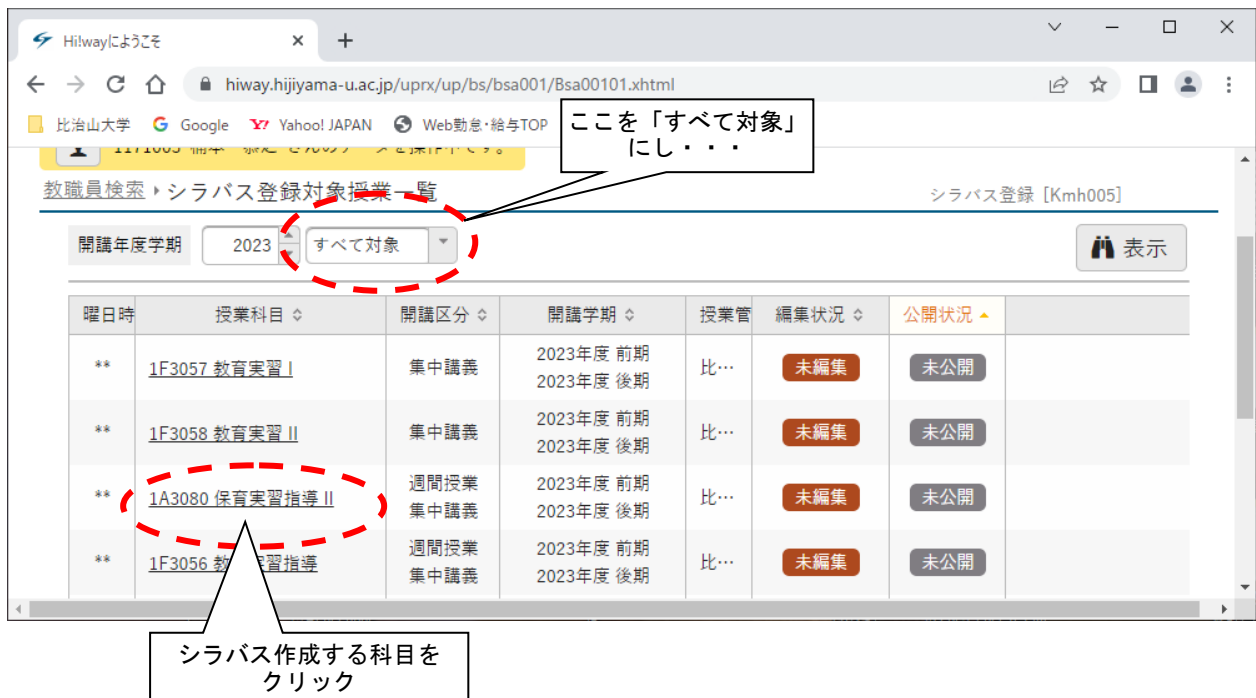 Hi!wayにようこそ
hiway.hijiyama-u.ac.jp/uprx/up/bs/bsa001/Bsa00101.xhtml
比治山大学 Google Yahoo! JAPAN Web勤怠・給与TOP
ここを「すべて対象」
にし・・・
教職員検索 シラバス登録対象授業一覧
シラバス登録 [Kmh005]
開講年度学期 2023 すべて対象 表示
曜日時 授業科目 開講区分 開講学期 授業管 編集状況 公開状況
** 1F3057 教育実習 I 集中講義 2023年度 前期 比… 未編集 未公開
2023年度 後期
** 1F3058 教育実習 II 集中講義 2023年度 前期 比… 未編集 未公開
2023年度 後期
** 1A3080 保育実習指導 II 週間授業 2023年度 前期 比… 未編集 未公開
集中講義 2023年度 後期
** 1F3056 教 習指導 週間授業 2023年度 前期 比… 未編集 未公開
集中講義 2023年度 後期
シラバス作成する科目を
クリック